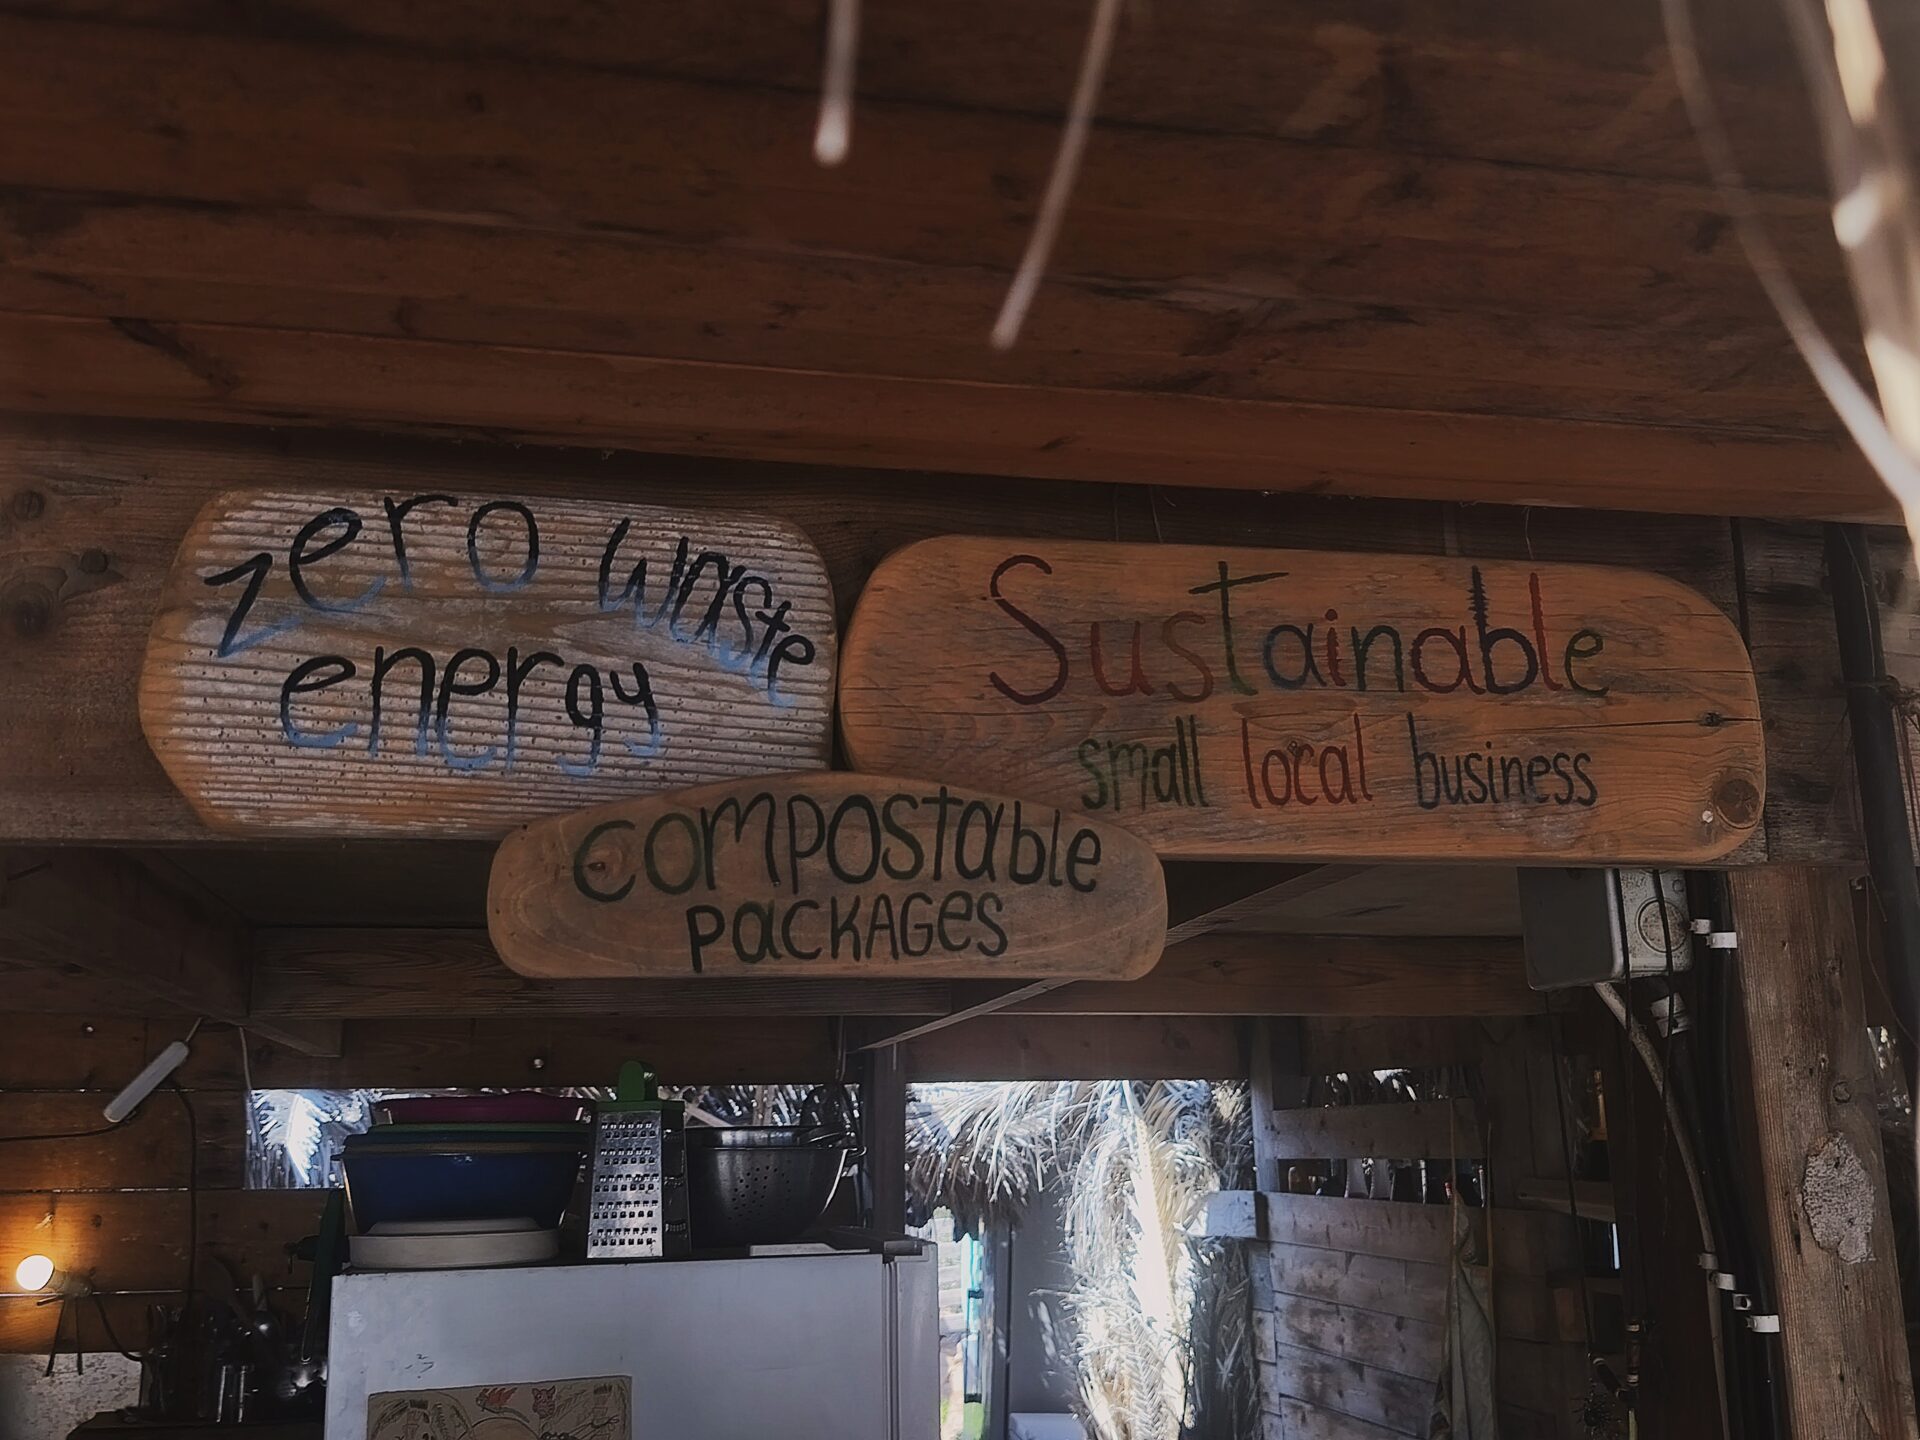 zero waste
energy
Sustainable
small local business
compostable
PACKAGES